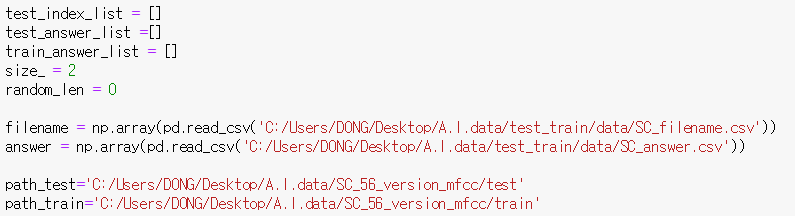 test_index_list = []
test_answer_list =[]
train_answer_list = []
size_ = 2
random_len = 0
filename = np.array(pd.read_csv('C:/Users/DONG/Desktop/A.I.data/test_train/data/SC_filename.csv'))
answer = np.array(pd.read_csv('C:/Users/DONG/Desktop/A.I.data/test_train/data/SC_answer.csv'))
path_test='C:/Users/DONG/Desktop/A.I.data/SC_56_version_mfcc/test'
path_train='C:/Users/DONG/Desktop/A.I.data/SC_56_version_mfcc/train'